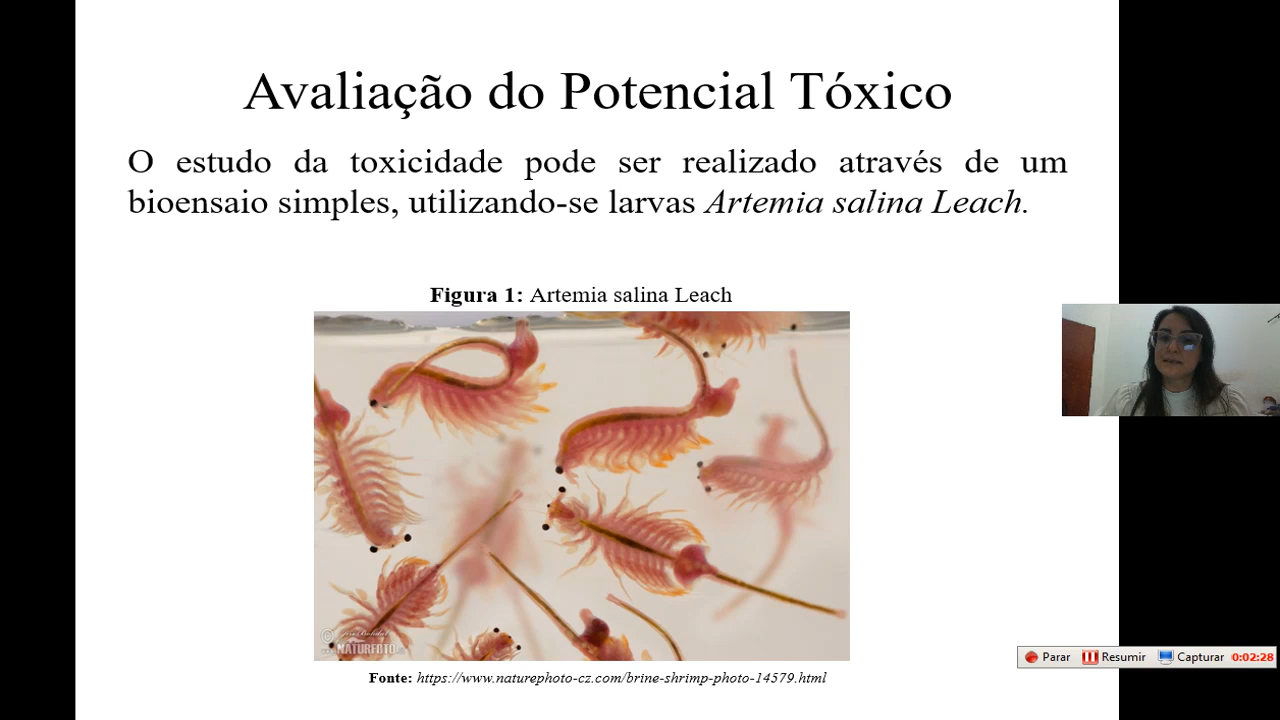 Avaliação do Potencial Tóxico
O estudo da toxicidade pode ser realizado através de um
bioensaio simples, utilizando-se larvas Artemia salina Leach.
Figura 1: Artemia salina Leach
NATURFOTO
Fonte: https://www.naturephoto-cz.com/brine-shrimp-photo-14579.html
Parar Resumir Capturar 0:02:28